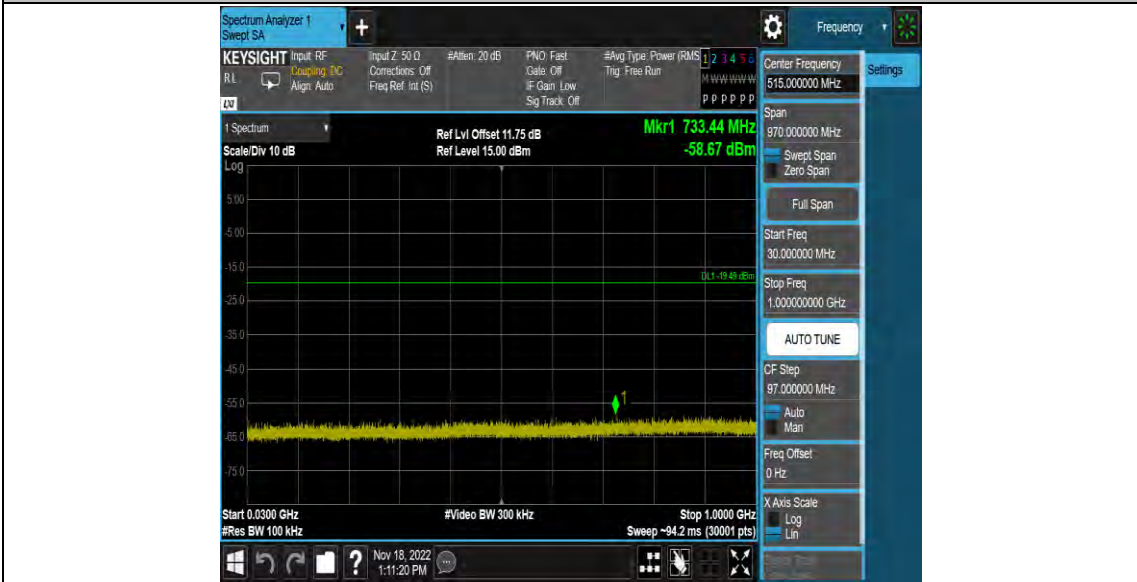 Spectrum Analyzer 1
Swept SA
+
Frequency
KEYSIGHT
R L
LXI
Input: RF
Coupling: DC
Align: Auto
Input Z: 50 Ω
Corrections: Off
Freq Ref: Int (S)
#Atten: 20 dB
PNO: Fast
Gate: Off
IF Gain: Low
Sig Track: Off
#Avg Type: Power (RMS
Trig: Free Run
1 2 3 4 5 6
M W W W W W
P P P P P P
Center Frequency
515.000000 MHz
Settings
Span
970.000000 MHz
Swept Span
Zero Span
Full Span
Start Freq
30.000000 MHz
Stop Freq
1.000000000 GHz
AUTO TUNE
CF Step
97.000000 MHz
Auto
Man
Freq Offset
0 Hz
X Axis Scale
Log
Lin
1 Spectrum
Scale/Div 10 dB
Ref Lvl Offset 11.75 dB
Ref Level 15.00 dBm
Mkr1 733.44 MHz
-58.67 dBm
Log
5.00
-5.00
-15.0
DL1 -19.49 dBm
-25.0
-35.0
-45.0
-55.0
1
-65.0
-75.0
Start 0.0300 GHz
#Res BW 100 kHz
#Video BW 300 kHz
Stop 1.0000 GHz
Sweep ~94.2 ms (30001 pts)
?
Nov 18, 2022
1:11:20 PM